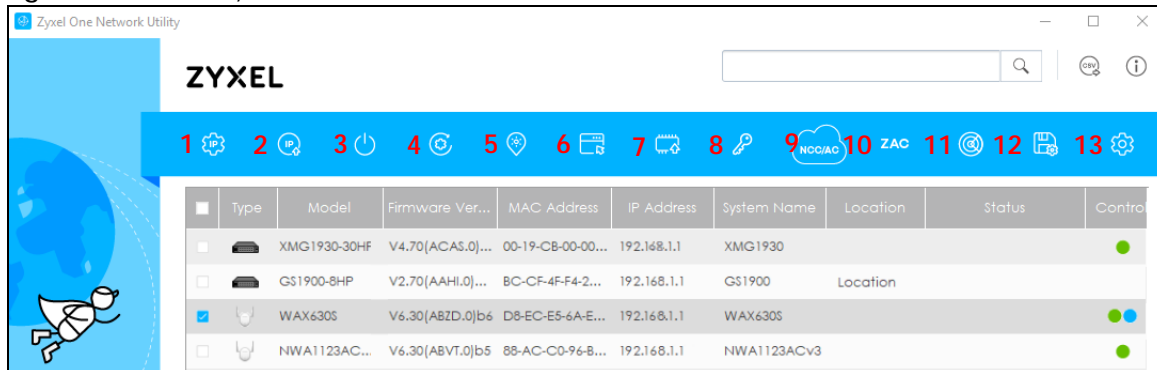 Zyxel One Network Utility
ZYXEL
CSV
1 IP 2 IP 3 4 5 6 7 8 9 NCC/AC 10 ZAC 11 12 13
Type Model Firmware Ver... MAC Address IP Address System Name Location Status Control
XMG1930-30HF V4.70(ACAS.0)... 00-19-CB-00-00... 192.168.1.1 XMG1930
GS1900-8HP V2.70(AAHI.0)... BC-CF-4F-F4-2... 192.168.1.1 GS1900 Location
WAX630S V6.30(ABZD.0)b6 D8-EC-E5-6A-E... 192.168.1.1 WAX630S
NWA1123AC... V6.30(ABVT.0)b5 88-AC-C0-96-B... 192.168.1.1 NWA1123ACv3